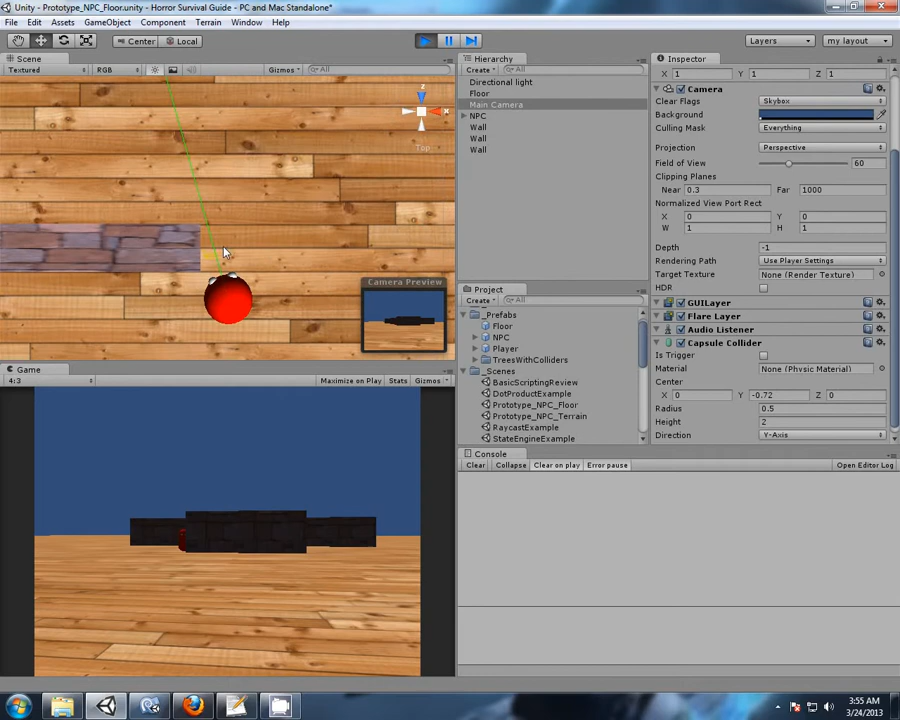 Unity - Prototype_NPC_Floor.unity - Horror Survival Guide - PC and Mac Standalone*
File Edit Assets GameObject Component Terrain Window Help
Center Local Layers my layout
Scene
Textured RGB Gizmos All
z
x
Top
Camera Preview
Game
4:3 Maximize on Play Stats Gizmos
Hierarchy
Create All
Directional light
Floor
Main Camera
NPC
Wall
Wall
Wall
Project
Create All
_Prefabs
Floor
NPC
Player
TreesWithColliders
_Scenes
BasicScriptingReview
DotProductExample
Prototype_NPC_Floor
Prototype_NPC_Terrain
RaycastExample
StateEngineExample
Console
Clear Collapse Clear on play Error pause Open Editor Log
Inspector
X 1 Y 1 Z 1
Camera
Clear Flags Skybox
Background
Culling Mask Everything
Projection Perspective
Field of View 60
Clipping Planes
Near 0.3 Far 1000
Normalized View Port Rect
X 0 Y 0
W 1 H 1
Depth -1
Rendering Path Use Player Settings
Target Texture None (Render Texture)
HDR
GUILayer
Flare Layer
Audio Listener
Capsule Collider
Is Trigger
Material None (Physic Material)
Center
X 0 Y -0.72 Z 0
Radius 0.5
Height 2
Direction Y-Axis
3:55 AM
3/24/2013